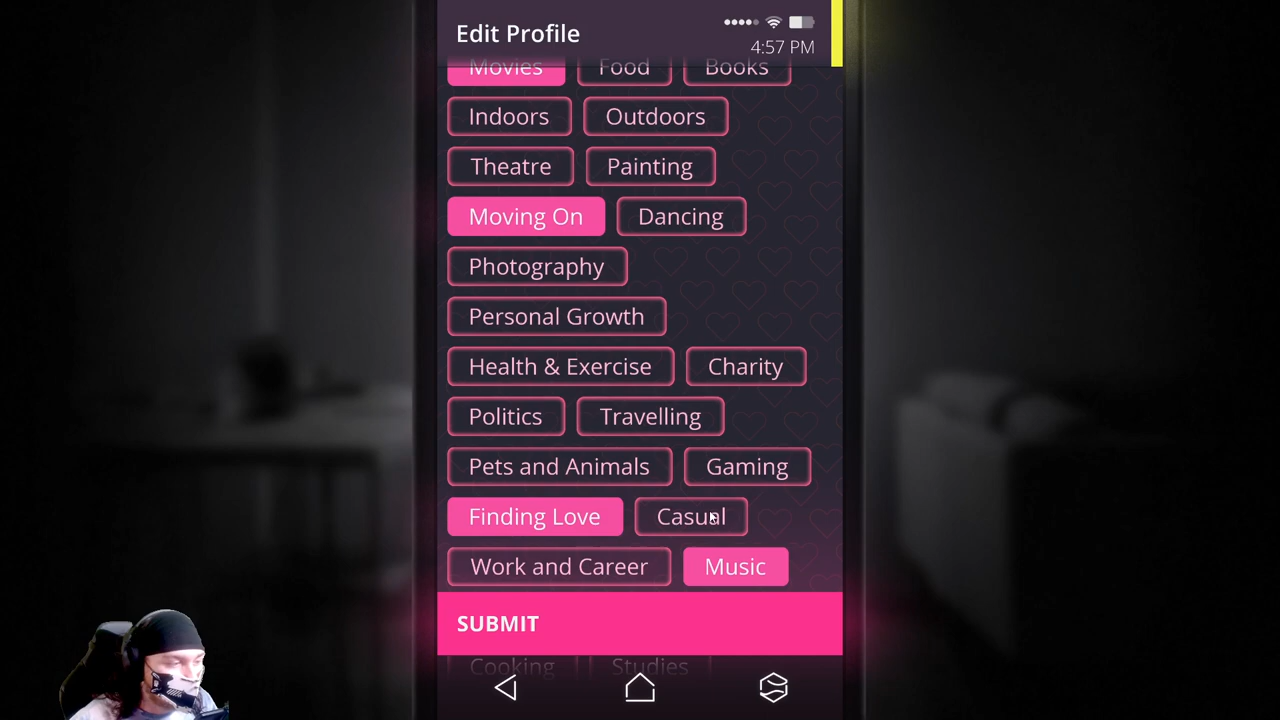 Edit Profile
4:57 PM
Movies Food Books
Indoors Outdoors
Theatre Painting
Moving On Dancing
Photography
Personal Growth
Health & Exercise Charity
Politics Travelling
Pets and Animals Gaming
Finding Love Casual
Work and Career Music
SUBMIT
Cooking Studies